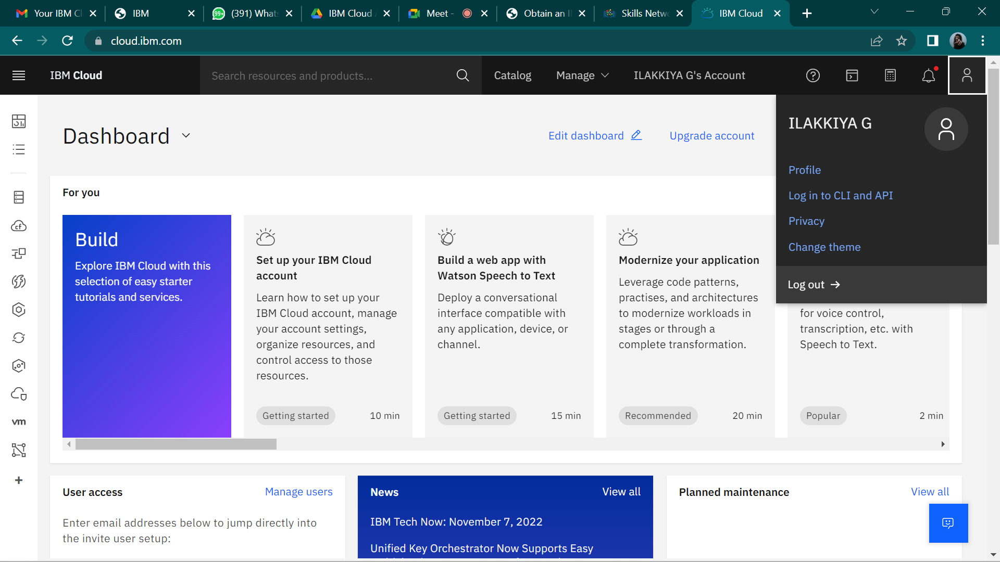 Your IBM Cl
IBM
99+
(391) Whats
IBM Cloud A
Meet -
Obtain an I
Skills Netwo
IBM Cloud
cloud.ibm.com
IBM Cloud
Search resources and products...
Catalog
Manage
ILAKKIYA G's Account
ILAKKIYA G
Profile
Log in to CLI and API
Privacy
Change theme
Log out →
Dashboard
Edit dashboard
Upgrade account
For you
Build
Explore IBM Cloud with this
selection of easy starter
tutorials and services.
Set up your IBM Cloud
account
Learn how to set up your
IBM Cloud account, manage
your account settings,
organize resources, and
control access to those
resources.
Getting started
10 min
Build a web app with
Watson Speech to Text
Deploy a conversational
interface compatible with
any application, device, or
channel.
Getting started
15 min
Modernize your application
Leverage code patterns,
practises, and architectures
to modernize workloads in
stages or through a
complete transformation.
Recommended
20 min
for voice control,
transcription, etc. with
Speech to Text.
Popular
2 min
cf
vm
User access
Manage users
Enter email addresses below to jump directly into
the invite user setup:
News
View all
IBM Tech Now: November 7, 2022
Unified Key Orchestrator Now Supports Easy
Planned maintenance
View all